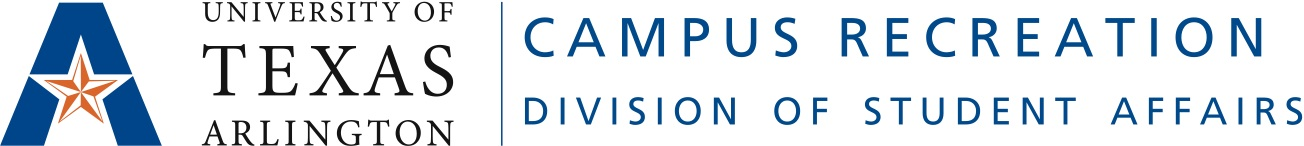 UNIVERSITY OF
TEXAS
ARLINGTON
CAMPUS RECREATION
DIVISION OF STUDENT AFFAIRS